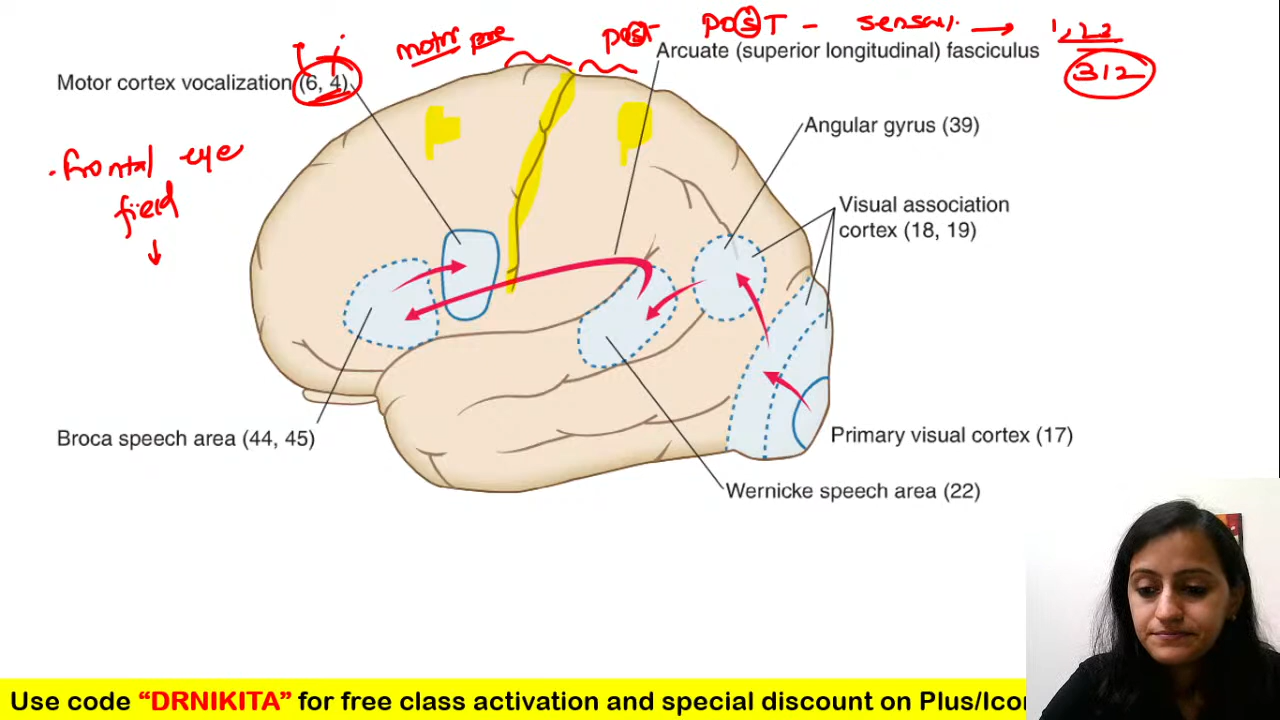 motor pre
post
post - sensory → 1, 2, 3
312
Motor cortex vocalization (6, 4)
Arcuate (superior longitudinal) fasciculus
Angular gyrus (39)
. frontal eye
field
Visual association
cortex (18, 19)
Broca speech area (44, 45)
Primary visual cortex (17)
Wernicke speech area (22)
Use code “DRNIKITA” for free class activation and special discount on Plus/Icon